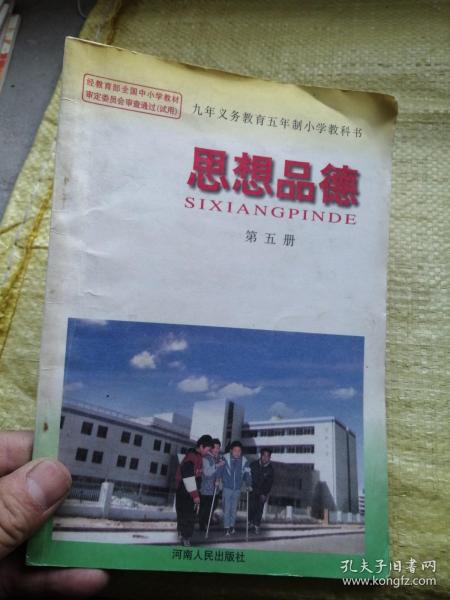 经教育部全国中小学教材
审定委员会审查通过(试用)
九年义务教育五年制小学教科书
思想品德
SIXIANGPINDE
第五册
河南人民出版社
孔夫子旧书网
kongfz.com